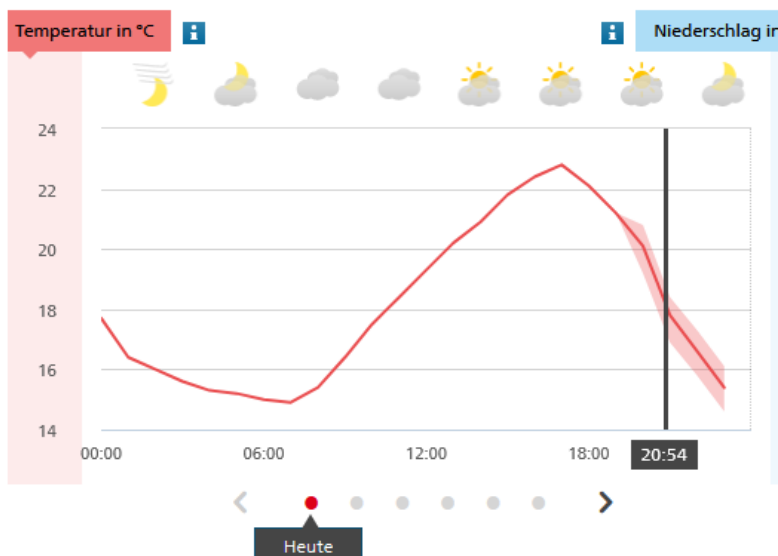 Temperatur in °C
i
i
Niederschlag in
24
22
20
18
16
14
00:00
06:00
12:00
18:00
20:54
Heute